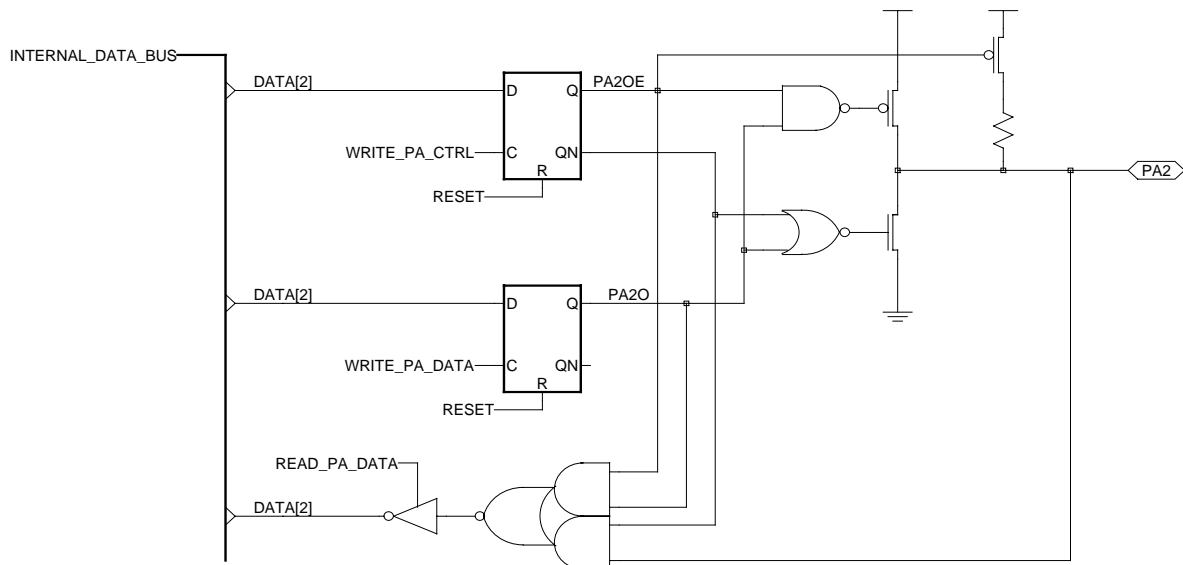 INTERNAL_DATA_BUS
DATA[2]
D
Q
PA2OE
WRITE_PA_CTRL
C
QN
R
RESET
PA2
DATA[2]
D
Q
PA2O
WRITE_PA_DATA
C
QN
R
RESET
READ_PA_DATA
DATA[2]